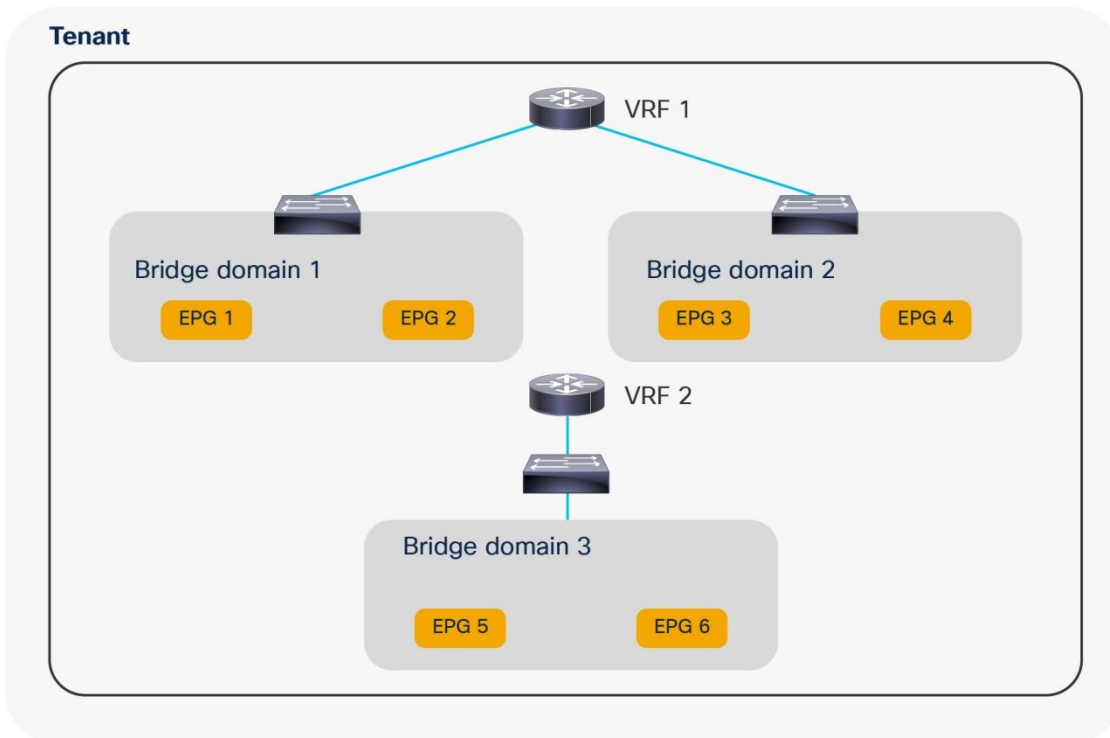 Tenant
VRF 1
Bridge domain 1
Bridge domain 2
EPG 1
EPG 2
EPG 3
EPG 4
VRF 2
Bridge domain 3
EPG 5
EPG 6